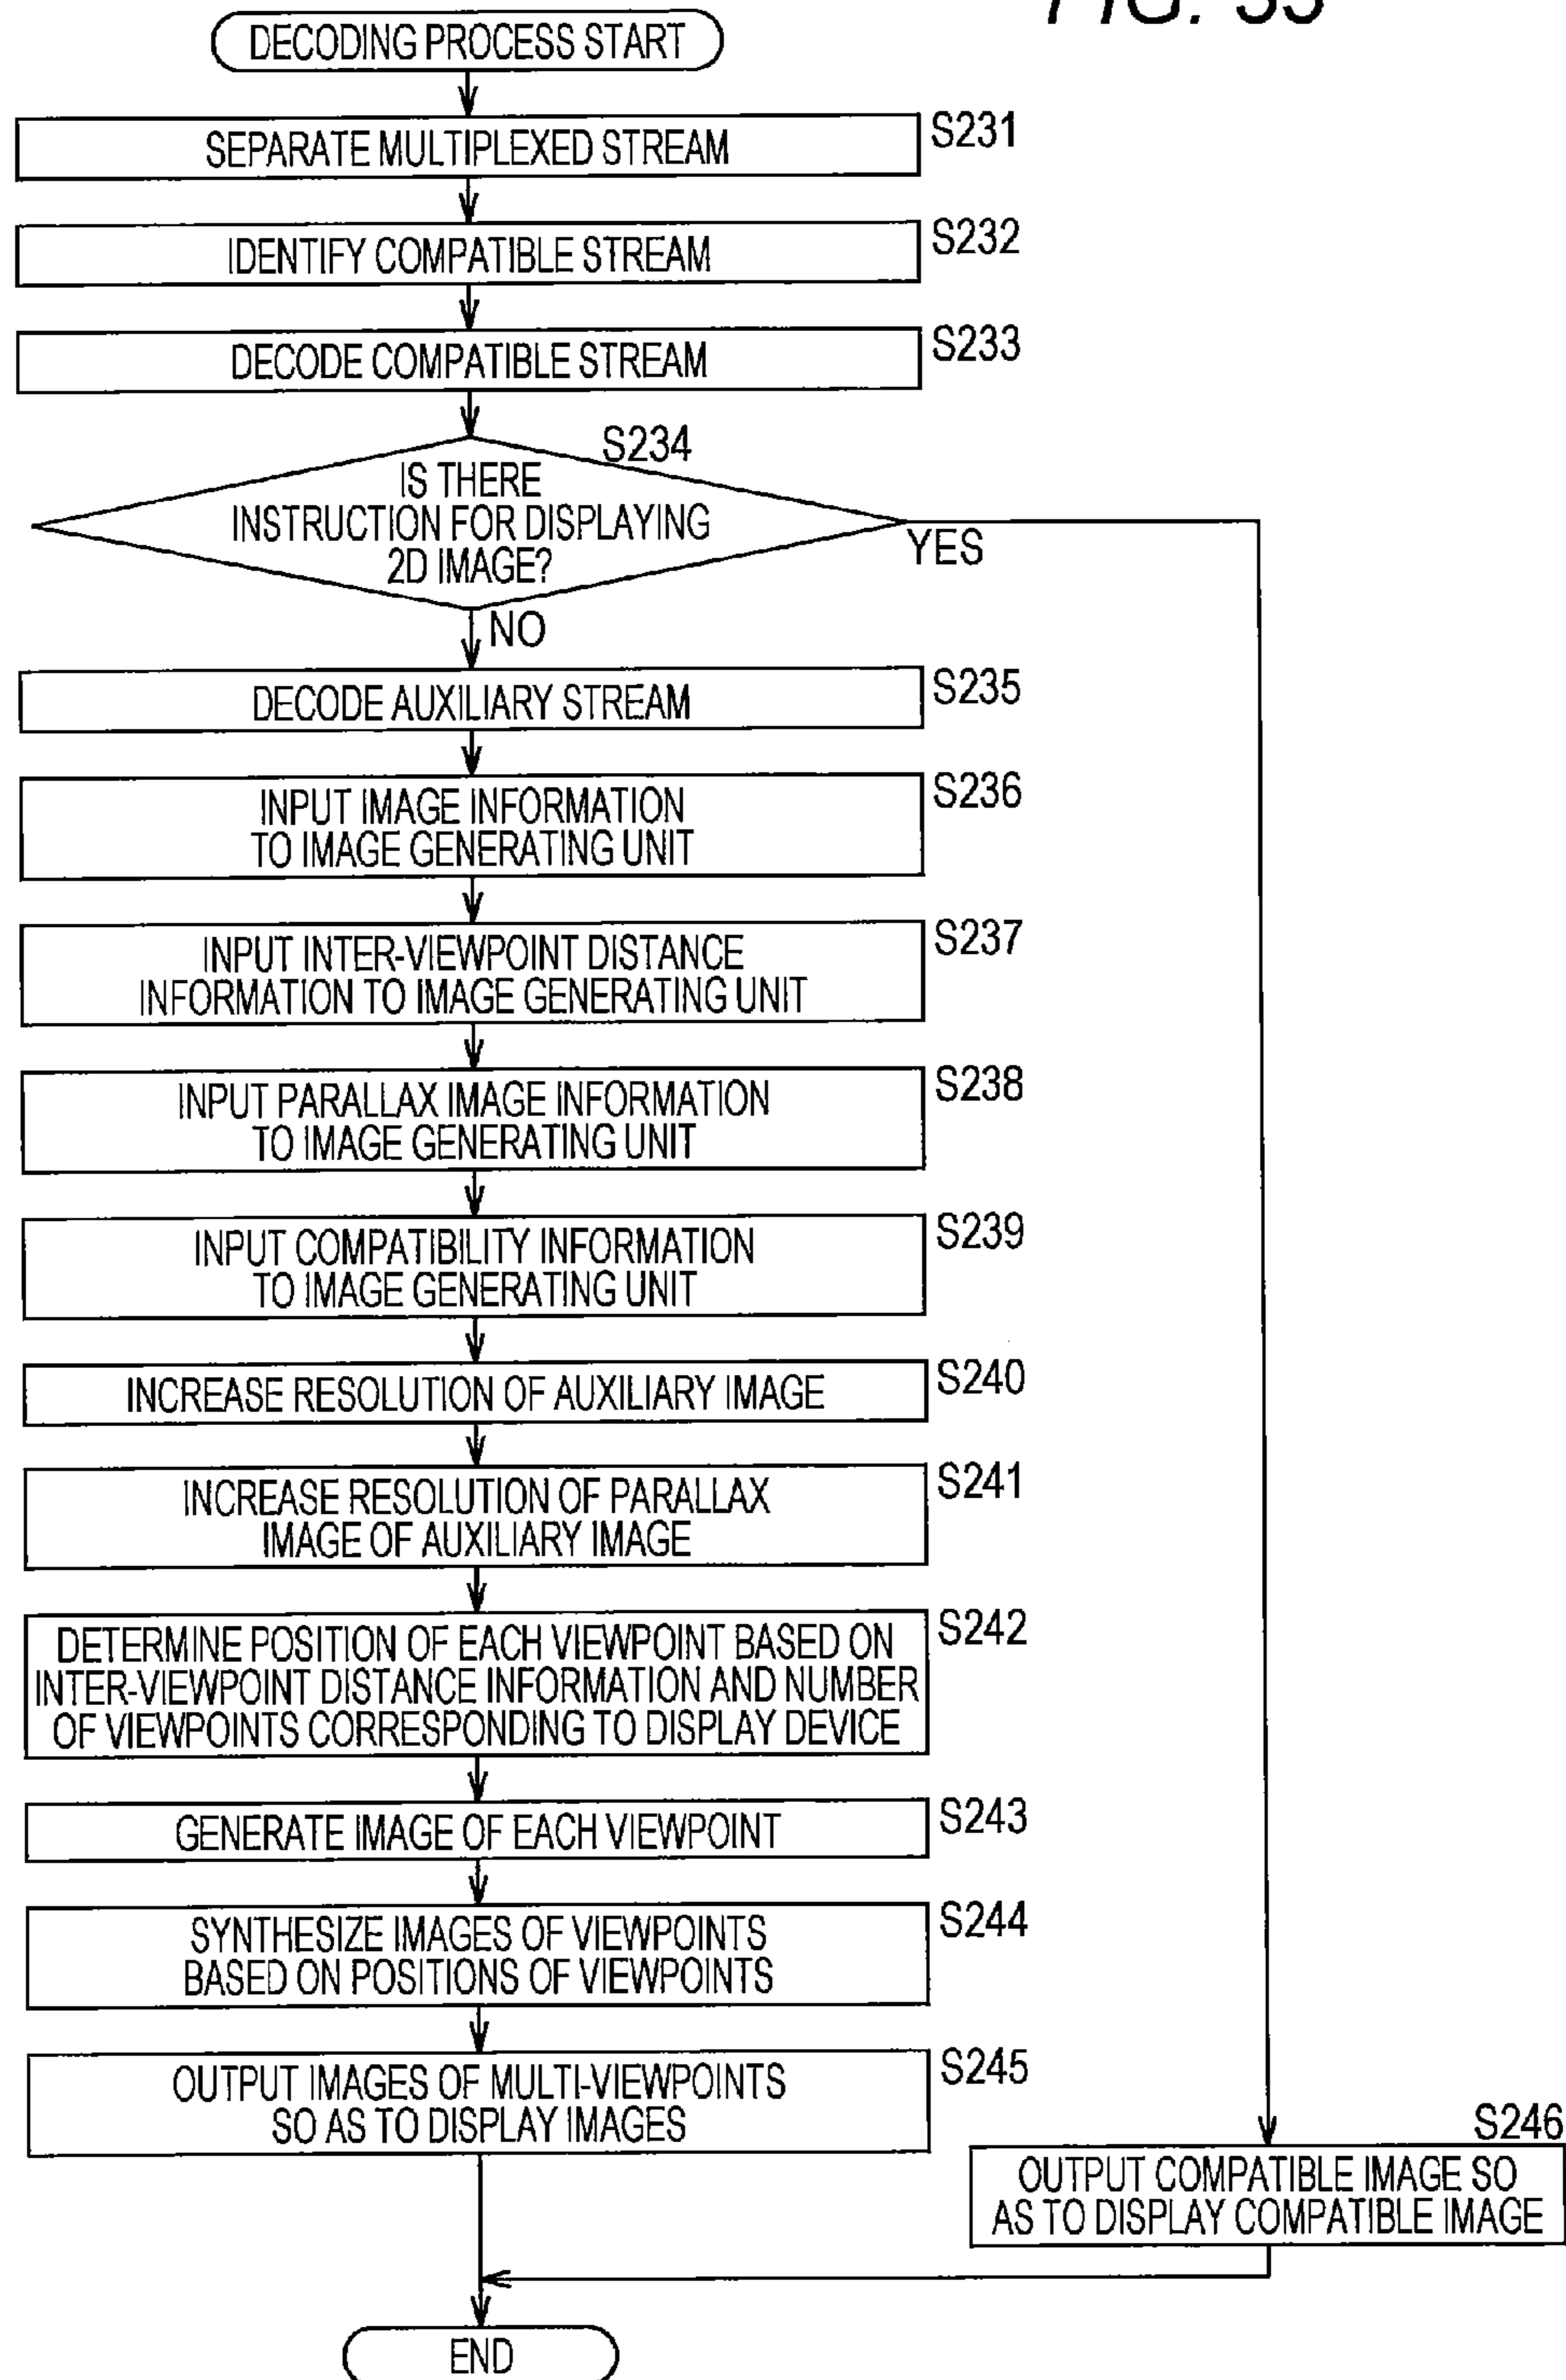 FIG. 35
DECODING PROCESS START
SEPARATE MULTIPLEXED STREAM
S231
IDENTIFY COMPATIBLE STREAM
S232
DECODE COMPATIBLE STREAM
S233
S234
IS THERE
INSTRUCTION FOR DISPLAYING
2D IMAGE?
YES
NO
DECODE AUXILIARY STREAM
S235
INPUT IMAGE INFORMATION
TO IMAGE GENERATING UNIT
S236
INPUT INTER-VIEWPOINT DISTANCE
INFORMATION TO IMAGE GENERATING UNIT
S237
INPUT PARALLAX IMAGE INFORMATION
TO IMAGE GENERATING UNIT
S238
INPUT COMPATIBILITY INFORMATION
TO IMAGE GENERATING UNIT
S239
INCREASE RESOLUTION OF AUXILIARY IMAGE
S240
INCREASE RESOLUTION OF PARALLAX
IMAGE OF AUXILIARY IMAGE
S241
DETERMINE POSITION OF EACH VIEWPOINT BASED ON
INTER-VIEWPOINT DISTANCE INFORMATION AND NUMBER
OF VIEWPOINTS CORRESPONDING TO DISPLAY DEVICE
S242
GENERATE IMAGE OF EACH VIEWPOINT
S243
SYNTHESIZE IMAGES OF VIEWPOINTS
BASED ON POSITIONS OF VIEWPOINTS
S244
OUTPUT IMAGES OF MULTI-VIEWPOINTS
SO AS TO DISPLAY IMAGES
S245
S246
OUTPUT COMPATIBLE IMAGE SO
AS TO DISPLAY COMPATIBLE IMAGE
END